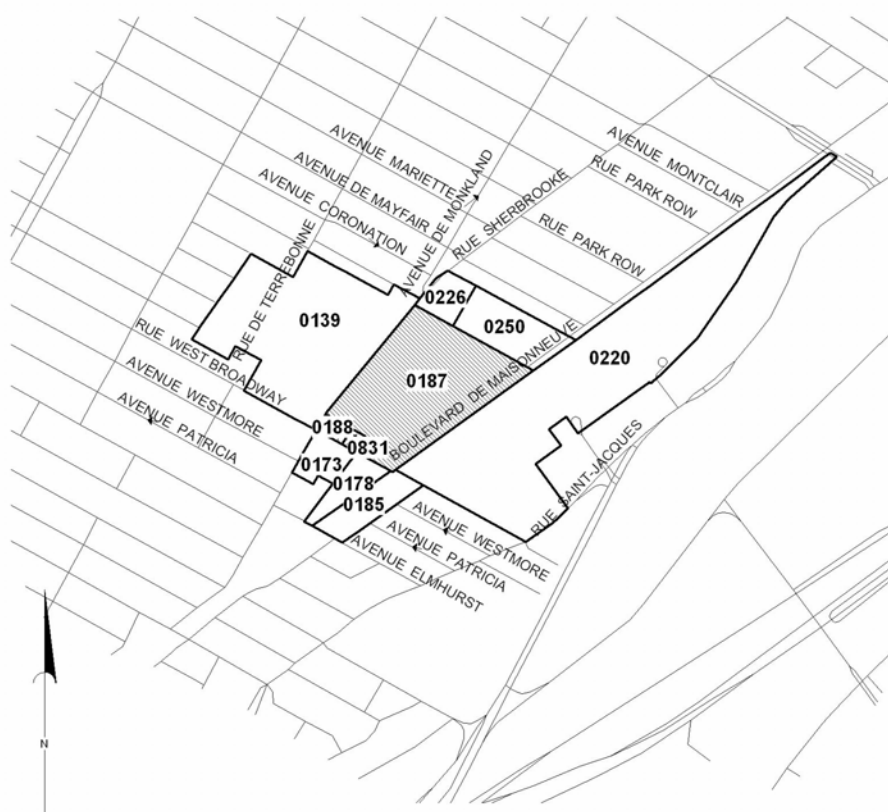 AVENUE MONTCLAIR
RUE PARK ROW
RUE PARK ROW
RUE SHERBROOKE
AVENUE DE MONKLAND
AVENUE MARIETTE
AVENUE DE MAYFAIR
AVENUE CORONATION
RUE DE TERREBONNE
RUE WEST BROADWAY
AVENUE WESTMORE
AVENUE PATRICIA
0139
0226
0250
0220
0187
BOULEVARD DE MAISONNEUVE
0188
0831
0173
0178
0185
RUE SAINT-JACQUES
AVENUE WESTMORE
AVENUE PATRICIA
AVENUE ELMHURST
N